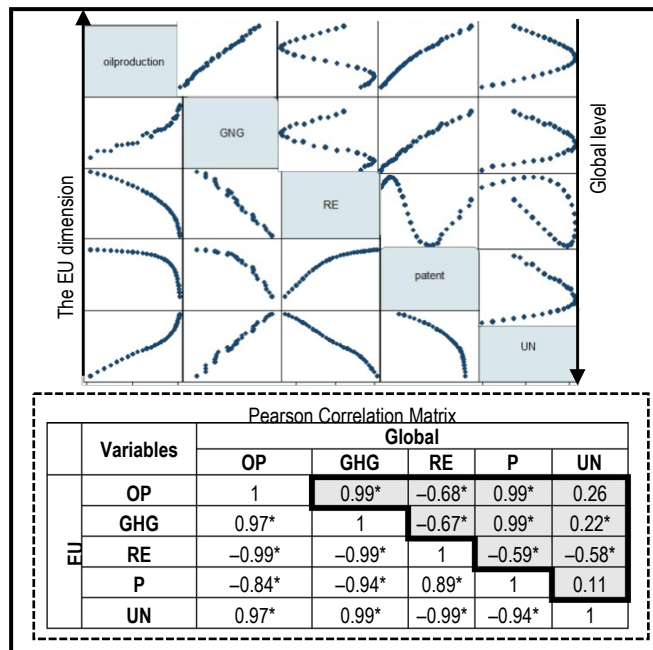 oilproduction
GNG
RE
patent
UN
The EU dimension
Global level
Pearson Correlation Matrix
Variables Global
OP GHG RE P UN
EU
OP 1 0.99* –0.68* 0.99* 0.26
GHG 0.97* 1 –0.67* 0.99* 0.22*
RE –0.99* –0.99* 1 –0.59* –0.58*
P –0.84* –0.94* 0.89* 1 0.11
UN 0.97* 0.99* –0.99* –0.94* 1